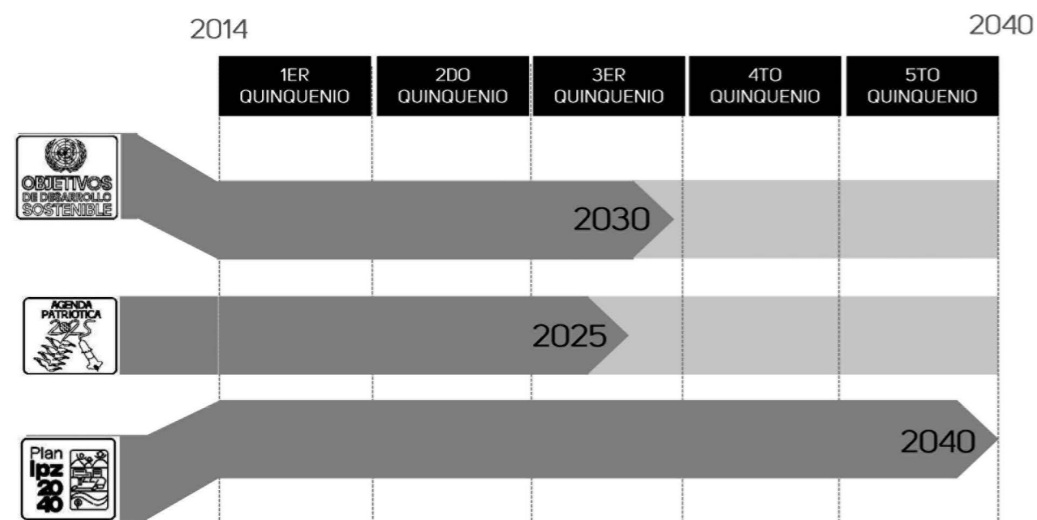 2014
2040
1ER
QUINQUENIO
2DO
QUINQUENIO
3ER
QUINQUENIO
4TO
QUINQUENIO
5TO
QUINQUENIO
OBJETIVOS
DE DESARROLLO
SOSTENIBLE
2030
AGENDA
PATRIÓTICA
2025
2025
Plan
lpz
20
40
2040